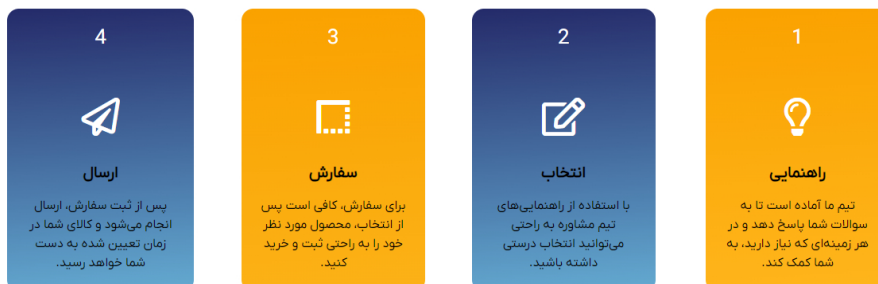 1
راهنمایی
تیم ما آماده است تا به
سوالات شما پاسخ دهد و در
هر زمینه‌ای که نیاز دارید، به
شما کمک کند.
2
انتخاب
با استفاده از راهنمایی‌های
تیم مشاوره به راحتی
می‌توانید انتخاب درستی
داشته باشید.
3
سفارش
برای سفارش، کافی است پس
از انتخاب، محصول مورد نظر
خود را به راحتی ثبت و خرید
کنید.
4
ارسال
پس از ثبت سفارش، ارسال
انجام می‌شود و کالای شما در
زمان تعیین شده به دست
شما خواهد رسید.